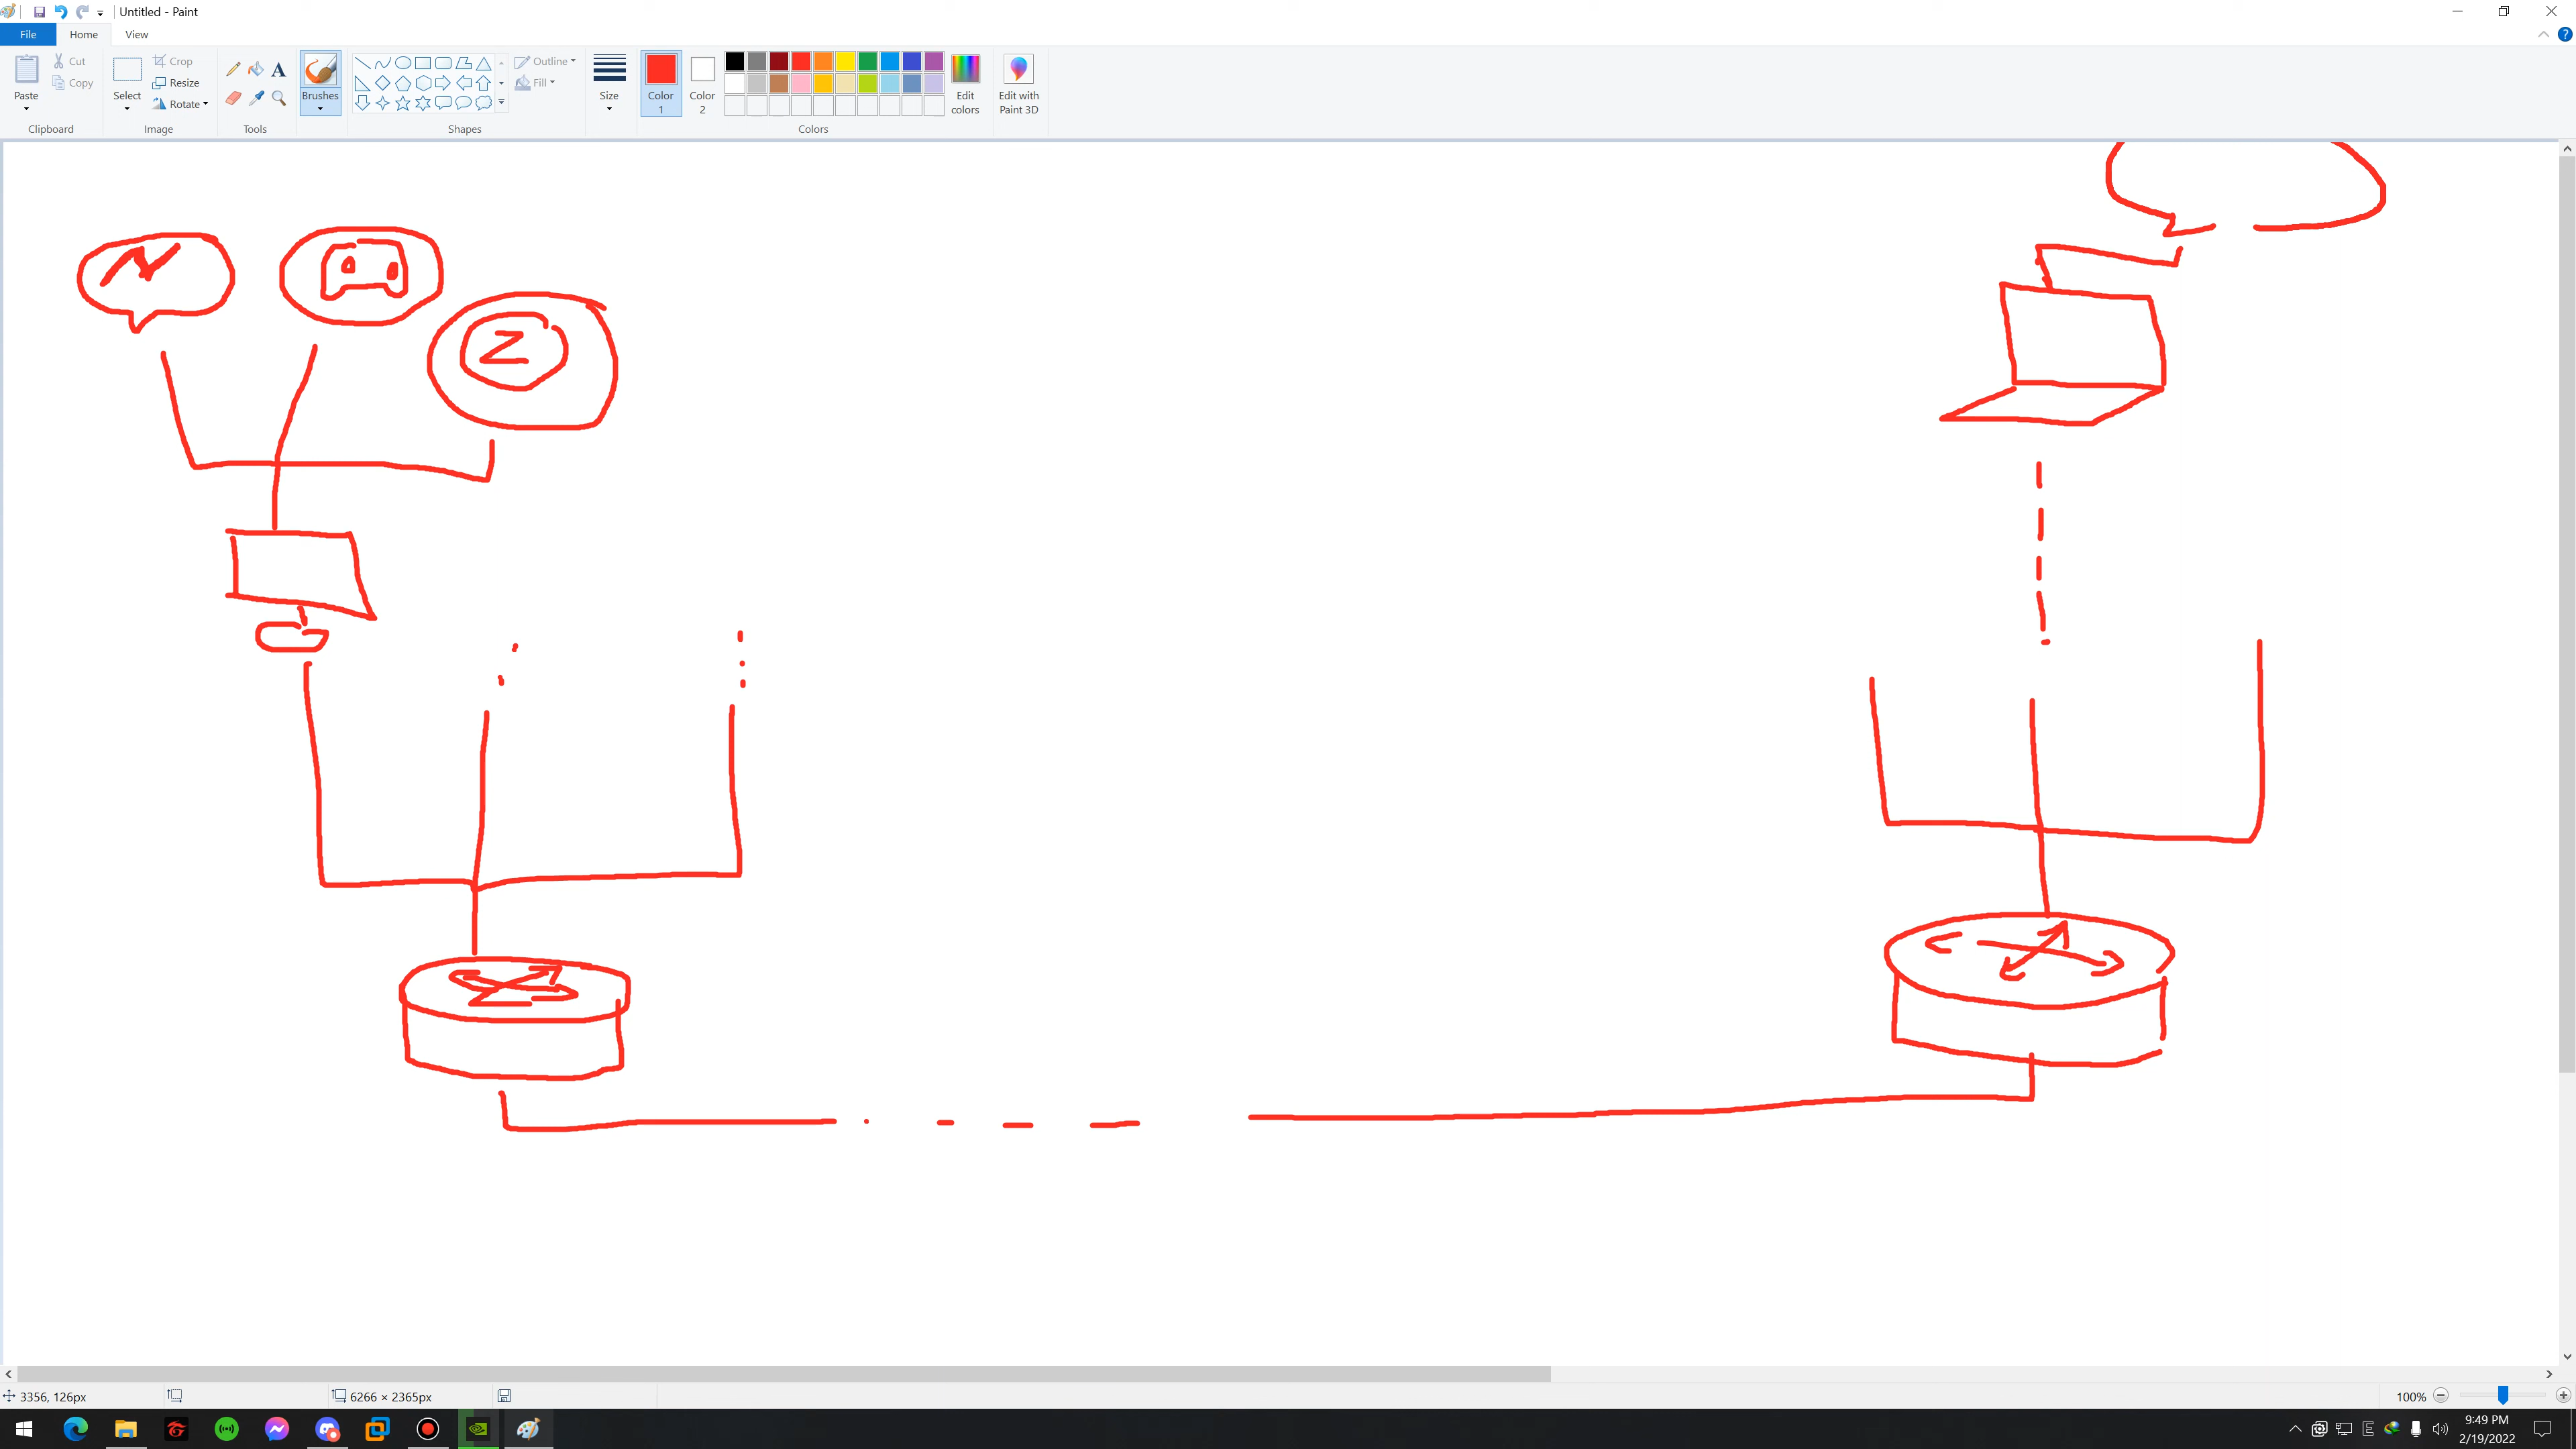 Untitled - Paint
File Home View
Paste
Cut
Copy
Clipboard
Select
Crop
Resize
Rotate
Image
A
Tools
Brushes
Outline
Fill
Shapes
Size
Color 1
Color 2
Edit colors
Colors
Edit with Paint 3D
?
Z
3356, 126px
6266 × 2365px
100%
E
9:49 PM
2/19/2022